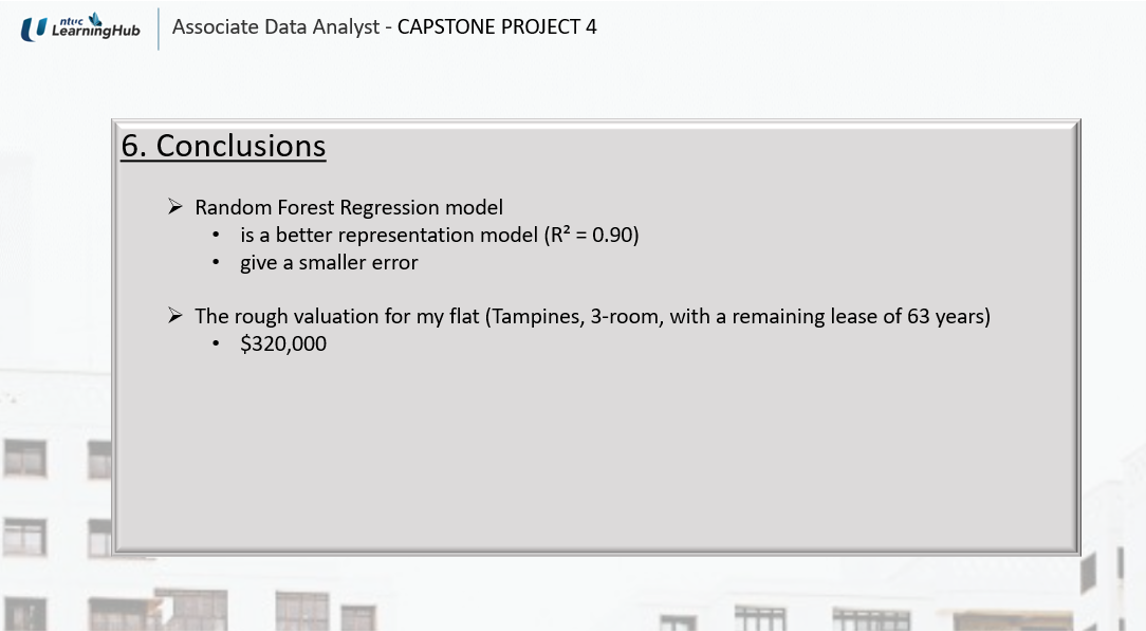 ntuc
LearningHub
Associate Data Analyst - CAPSTONE PROJECT 4
6. Conclusions
➢ Random Forest Regression model
• is a better representation model (R² = 0.90)
• give a smaller error
➢ The rough valuation for my flat (Tampines, 3-room, with a remaining lease of 63 years)
• $320,000